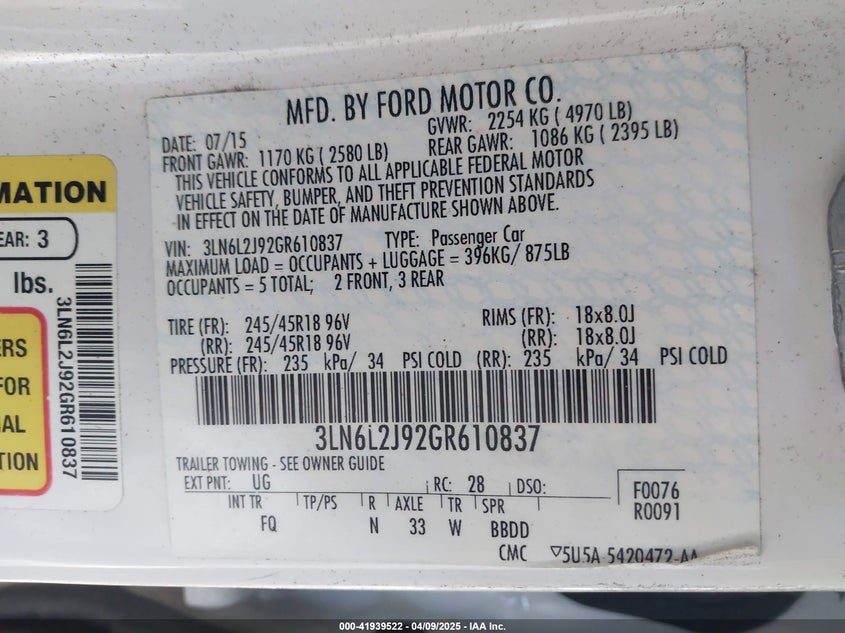 MFD. BY FORD MOTOR CO.
DATE: 07/15
GVWR: 2254 KG ( 4970 LB)
FRONT GAWR: 1170 KG ( 2580 LB)
REAR GAWR: 1086 KG ( 2395 LB)
THIS VEHICLE CONFORMS TO ALL APPLICABLE FEDERAL MOTOR
VEHICLE SAFETY, BUMPER, AND THEFT PREVENTION STANDARDS
IN EFFECT ON THE DATE OF MANUFACTURE SHOWN ABOVE.
VIN: 3LN6L2J92GR610837 TYPE: Passenger Car
MAXIMUM LOAD = OCCUPANTS + LUGGAGE = 396KG/ 875LB
OCCUPANTS = 5 TOTAL; 2 FRONT, 3 REAR
TIRE (FR): 245/45R18 96V RIMS (FR): 18x8.0J
(RR): 245/45R18 96V (RR): 18x8.0J
PRESSURE (FR): 235 kPa/ 34 PSI COLD (RR): 235 kPa/ 34 PSI COLD
3LN6L2J92GR610837
TRAILER TOWING - SEE OWNER GUIDE
EXT PNT: UG RC: 28 DSO:
INT TR TP/PS R AXLE TR SPR
FQ N 33 W BBDD
F0076
R0091
CMC ▽5U5A-5420472-AA
MATION
EAR: 3
lbs.
3LN6L2J92GR610837
ERS
FOR
AL
TION
000-41939522 - 04/09/2025 - IAA Inc.